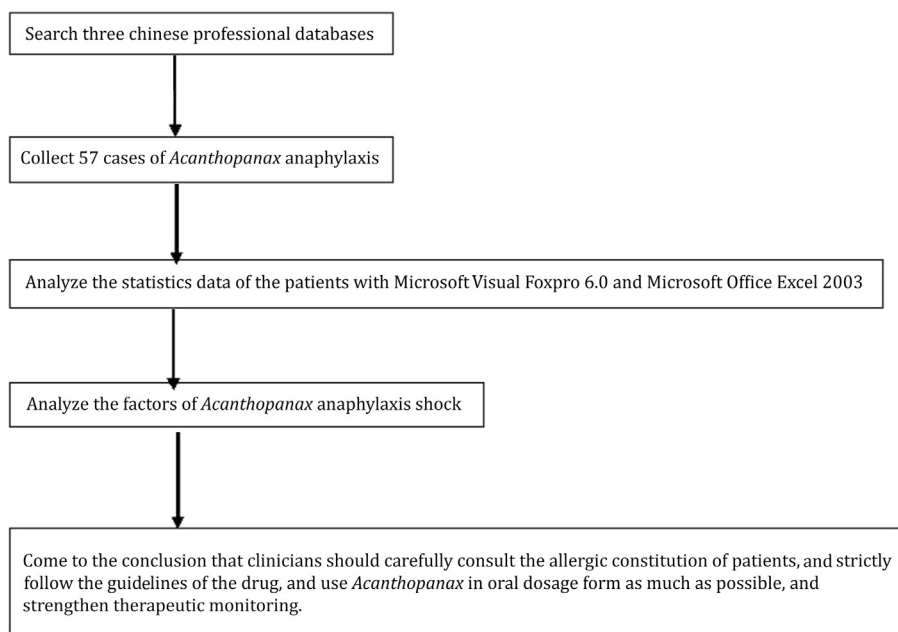 Search three chinese professional databases
Collect 57 cases of Acanthopanax anaphylaxis
Analyze the statistics data of the patients with Microsoft Visual Foxpro 6.0 and Microsoft Office Excel 2003
Analyze the factors of Acanthopanax anaphylaxis shock
Come to the conclusion that clinicians should carefully consult the allergic constitution of patients, and strictly
follow the guidelines of the drug, and use Acanthopanax in oral dosage form as much as possible, and
strengthen therapeutic monitoring.